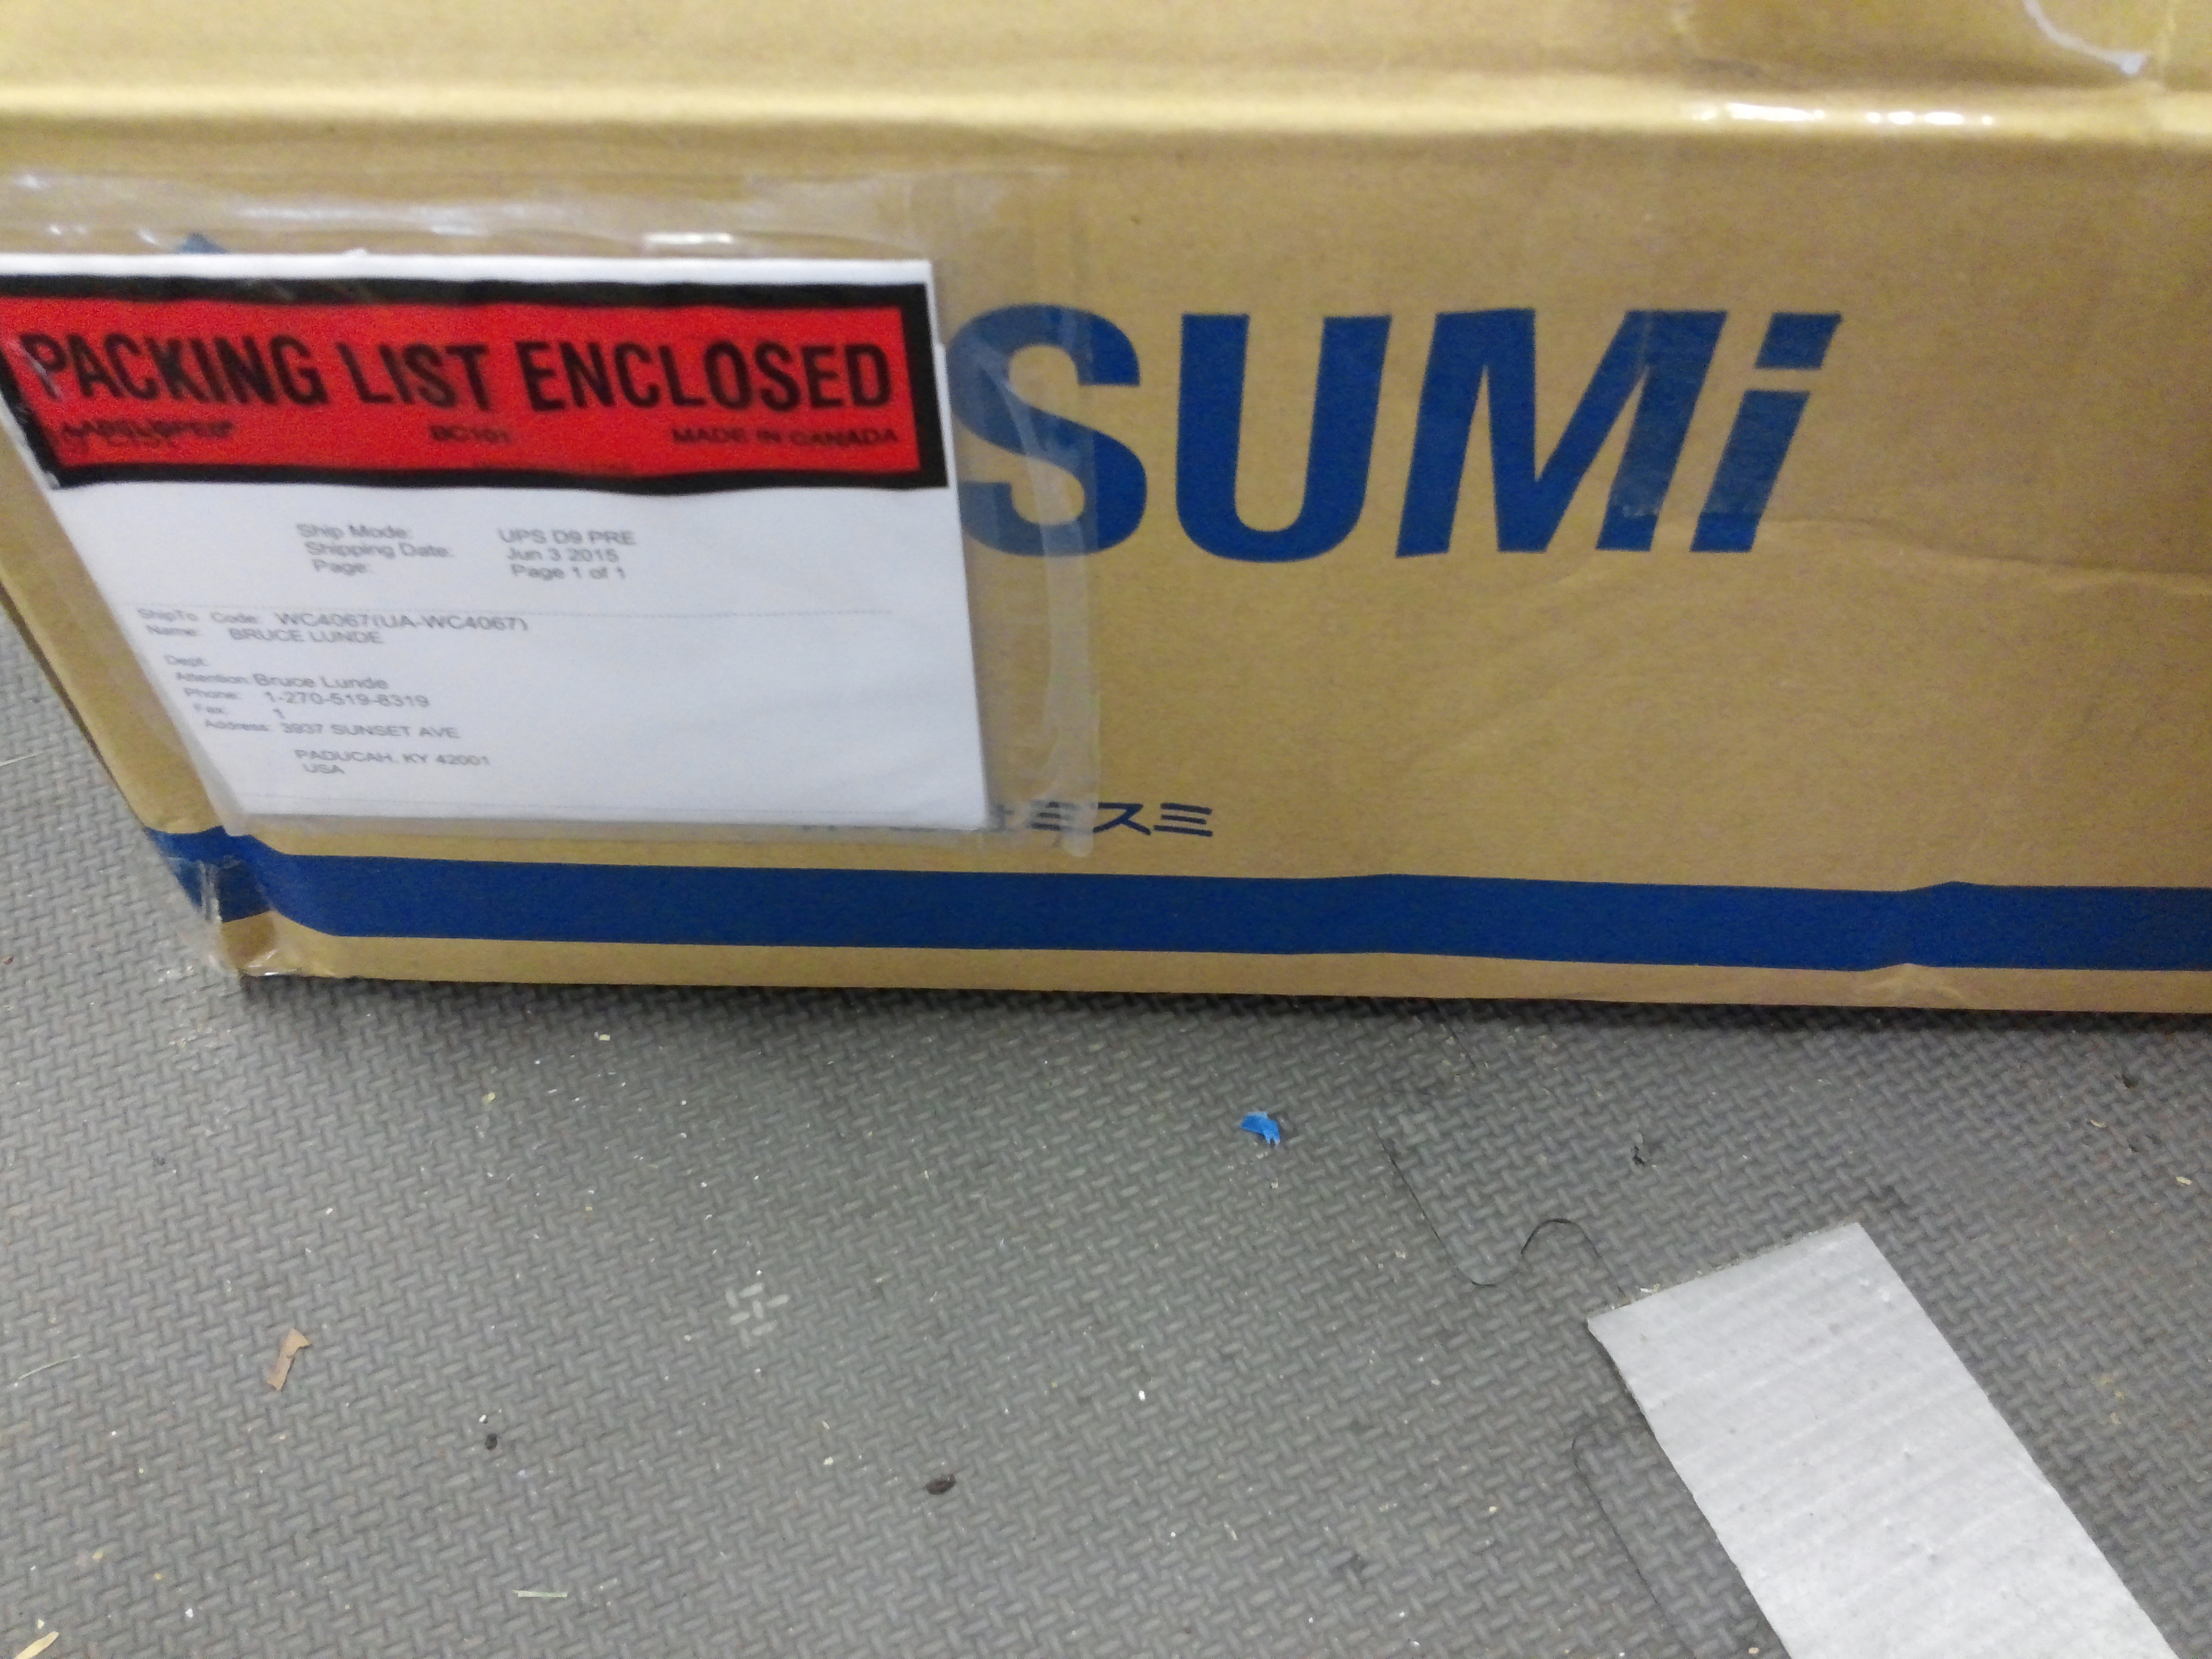 PACKING LIST ENCLOSED
BC101 MADE IN CANADA
SUMi
Ship Mode: UPS D9 PRE
Shipping Date: Jun 3 2015
Page: Page 1 of 1
ShipTo Code: WC4067(UA-WC4067)
Name: BRUCE LUNDE
Dept:
Attention: Bruce Lunde
Phone: 1-270-519-8319
Fax: 1
Address: 3937 SUNSET AVE
PADUCAH, KY 42001
USA
ミスミ